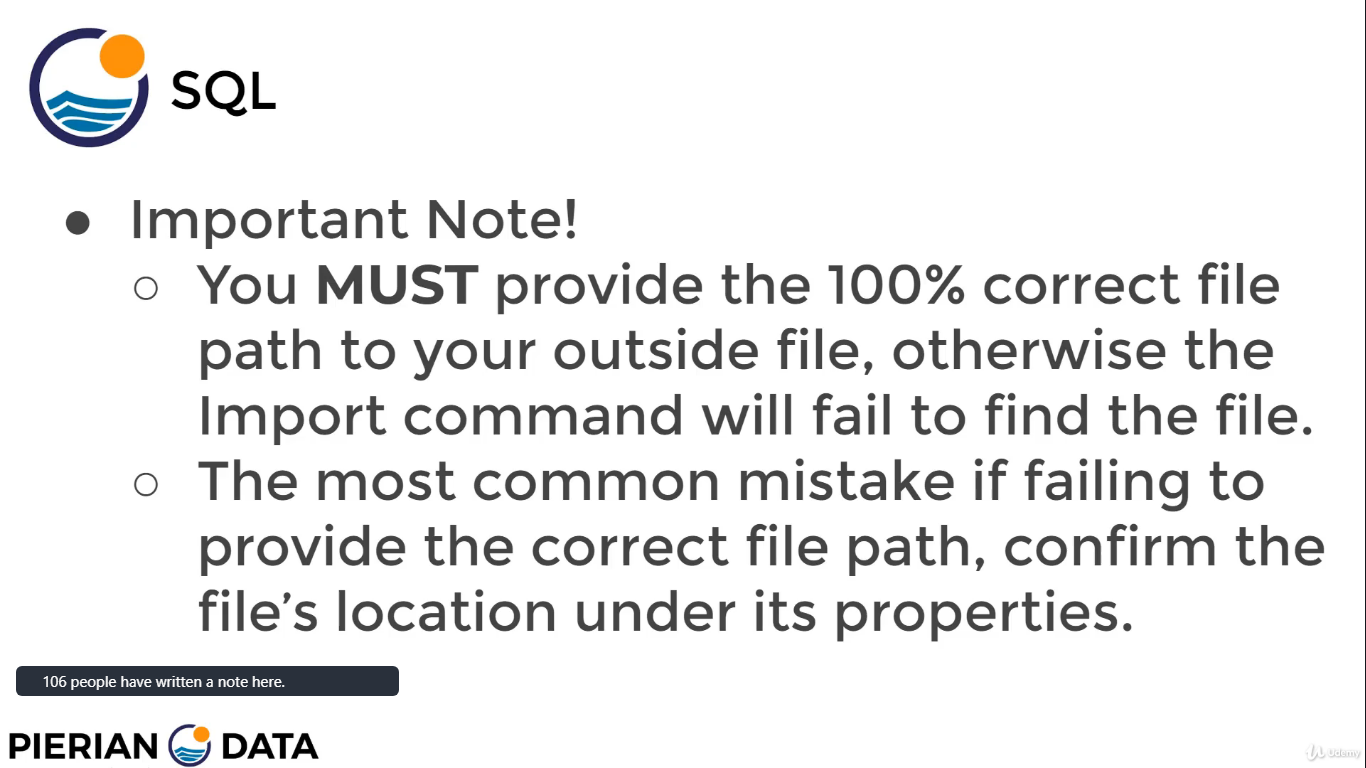 SQL
● Important Note!
○ You MUST provide the 100% correct file
path to your outside file, otherwise the
Import command will fail to find the file.
○ The most common mistake if failing to
provide the correct file path, confirm the
file’s location under its properties.
106 people have written a note here.
PIERIAN DATA
Udemy